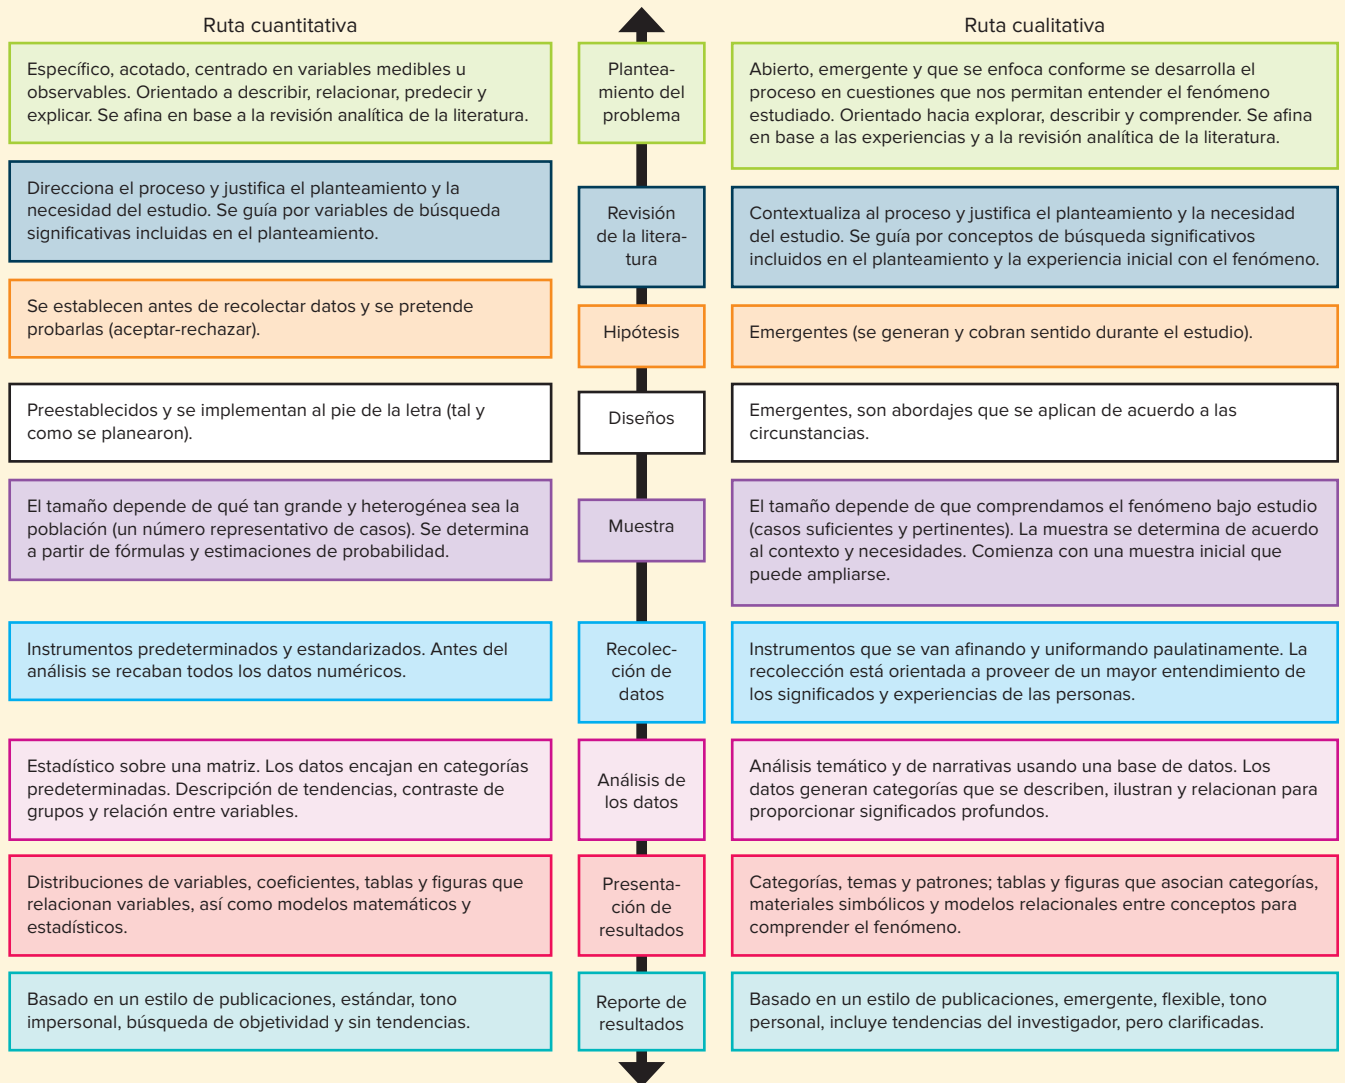 Ruta cuantitativa
Ruta cualitativa
Específico, acotado, centrado en variables medibles u
observables. Orientado a describir, relacionar, predecir y
explicar. Se afina en base a la revisión analítica de la literatura.
Plantea-
miento del
problema
Abierto, emergente y que se enfoca conforme se desarrolla el
proceso en cuestiones que nos permitan entender el fenómeno
estudiado. Orientado hacia explorar, describir y comprender. Se afina
en base a las experiencias y a la revisión analítica de la literatura.
Direcciona el proceso y justifica el planteamiento y la
necesidad del estudio. Se guía por variables de búsqueda
significativas incluidas en el planteamiento.
Revisión
de la litera-
tura
Contextualiza al proceso y justifica el planteamiento y la necesidad
del estudio. Se guía por conceptos de búsqueda significativos
incluidos en el planteamiento y la experiencia inicial con el fenómeno.
Se establecen antes de recolectar datos y se pretende
probarlas (aceptar-rechazar).
Hipótesis
Emergentes (se generan y cobran sentido durante el estudio).
Preestablecidos y se implementan al pie de la letra (tal y
como se planearon).
Diseños
Emergentes, son abordajes que se aplican de acuerdo a las
circunstancias.
El tamaño depende de qué tan grande y heterogénea sea la
población (un número representativo de casos). Se determina
a partir de fórmulas y estimaciones de probabilidad.
Muestra
El tamaño depende de que comprendamos el fenómeno bajo estudio
(casos suficientes y pertinentes). La muestra se determina de acuerdo
al contexto y necesidades. Comienza con una muestra inicial que
puede ampliarse.
Instrumentos predeterminados y estandarizados. Antes del
análisis se recaban todos los datos numéricos.
Recolec-
ción de
datos
Instrumentos que se van afinando y uniformando paulatinamente. La
recolección está orientada a proveer de un mayor entendimiento de
los significados y experiencias de las personas.
Estadístico sobre una matriz. Los datos encajan en categorías
predeterminadas. Descripción de tendencias, contraste de
grupos y relación entre variables.
Análisis de
los datos
Análisis temático y de narrativas usando una base de datos. Los
datos generan categorías que se describen, ilustran y relacionan para
proporcionar significados profundos.
Distribuciones de variables, coeficientes, tablas y figuras que
relacionan variables, así como modelos matemáticos y
estadísticos.
Presenta-
ción de
resultados
Categorías, temas y patrones; tablas y figuras que asocian categorías,
materiales simbólicos y modelos relacionales entre conceptos para
comprender el fenómeno.
Basado en un estilo de publicaciones, estándar, tono
impersonal, búsqueda de objetividad y sin tendencias.
Reporte de
resultados
Basado en un estilo de publicaciones, emergente, flexible, tono
personal, incluye tendencias del investigador, pero clarificadas.